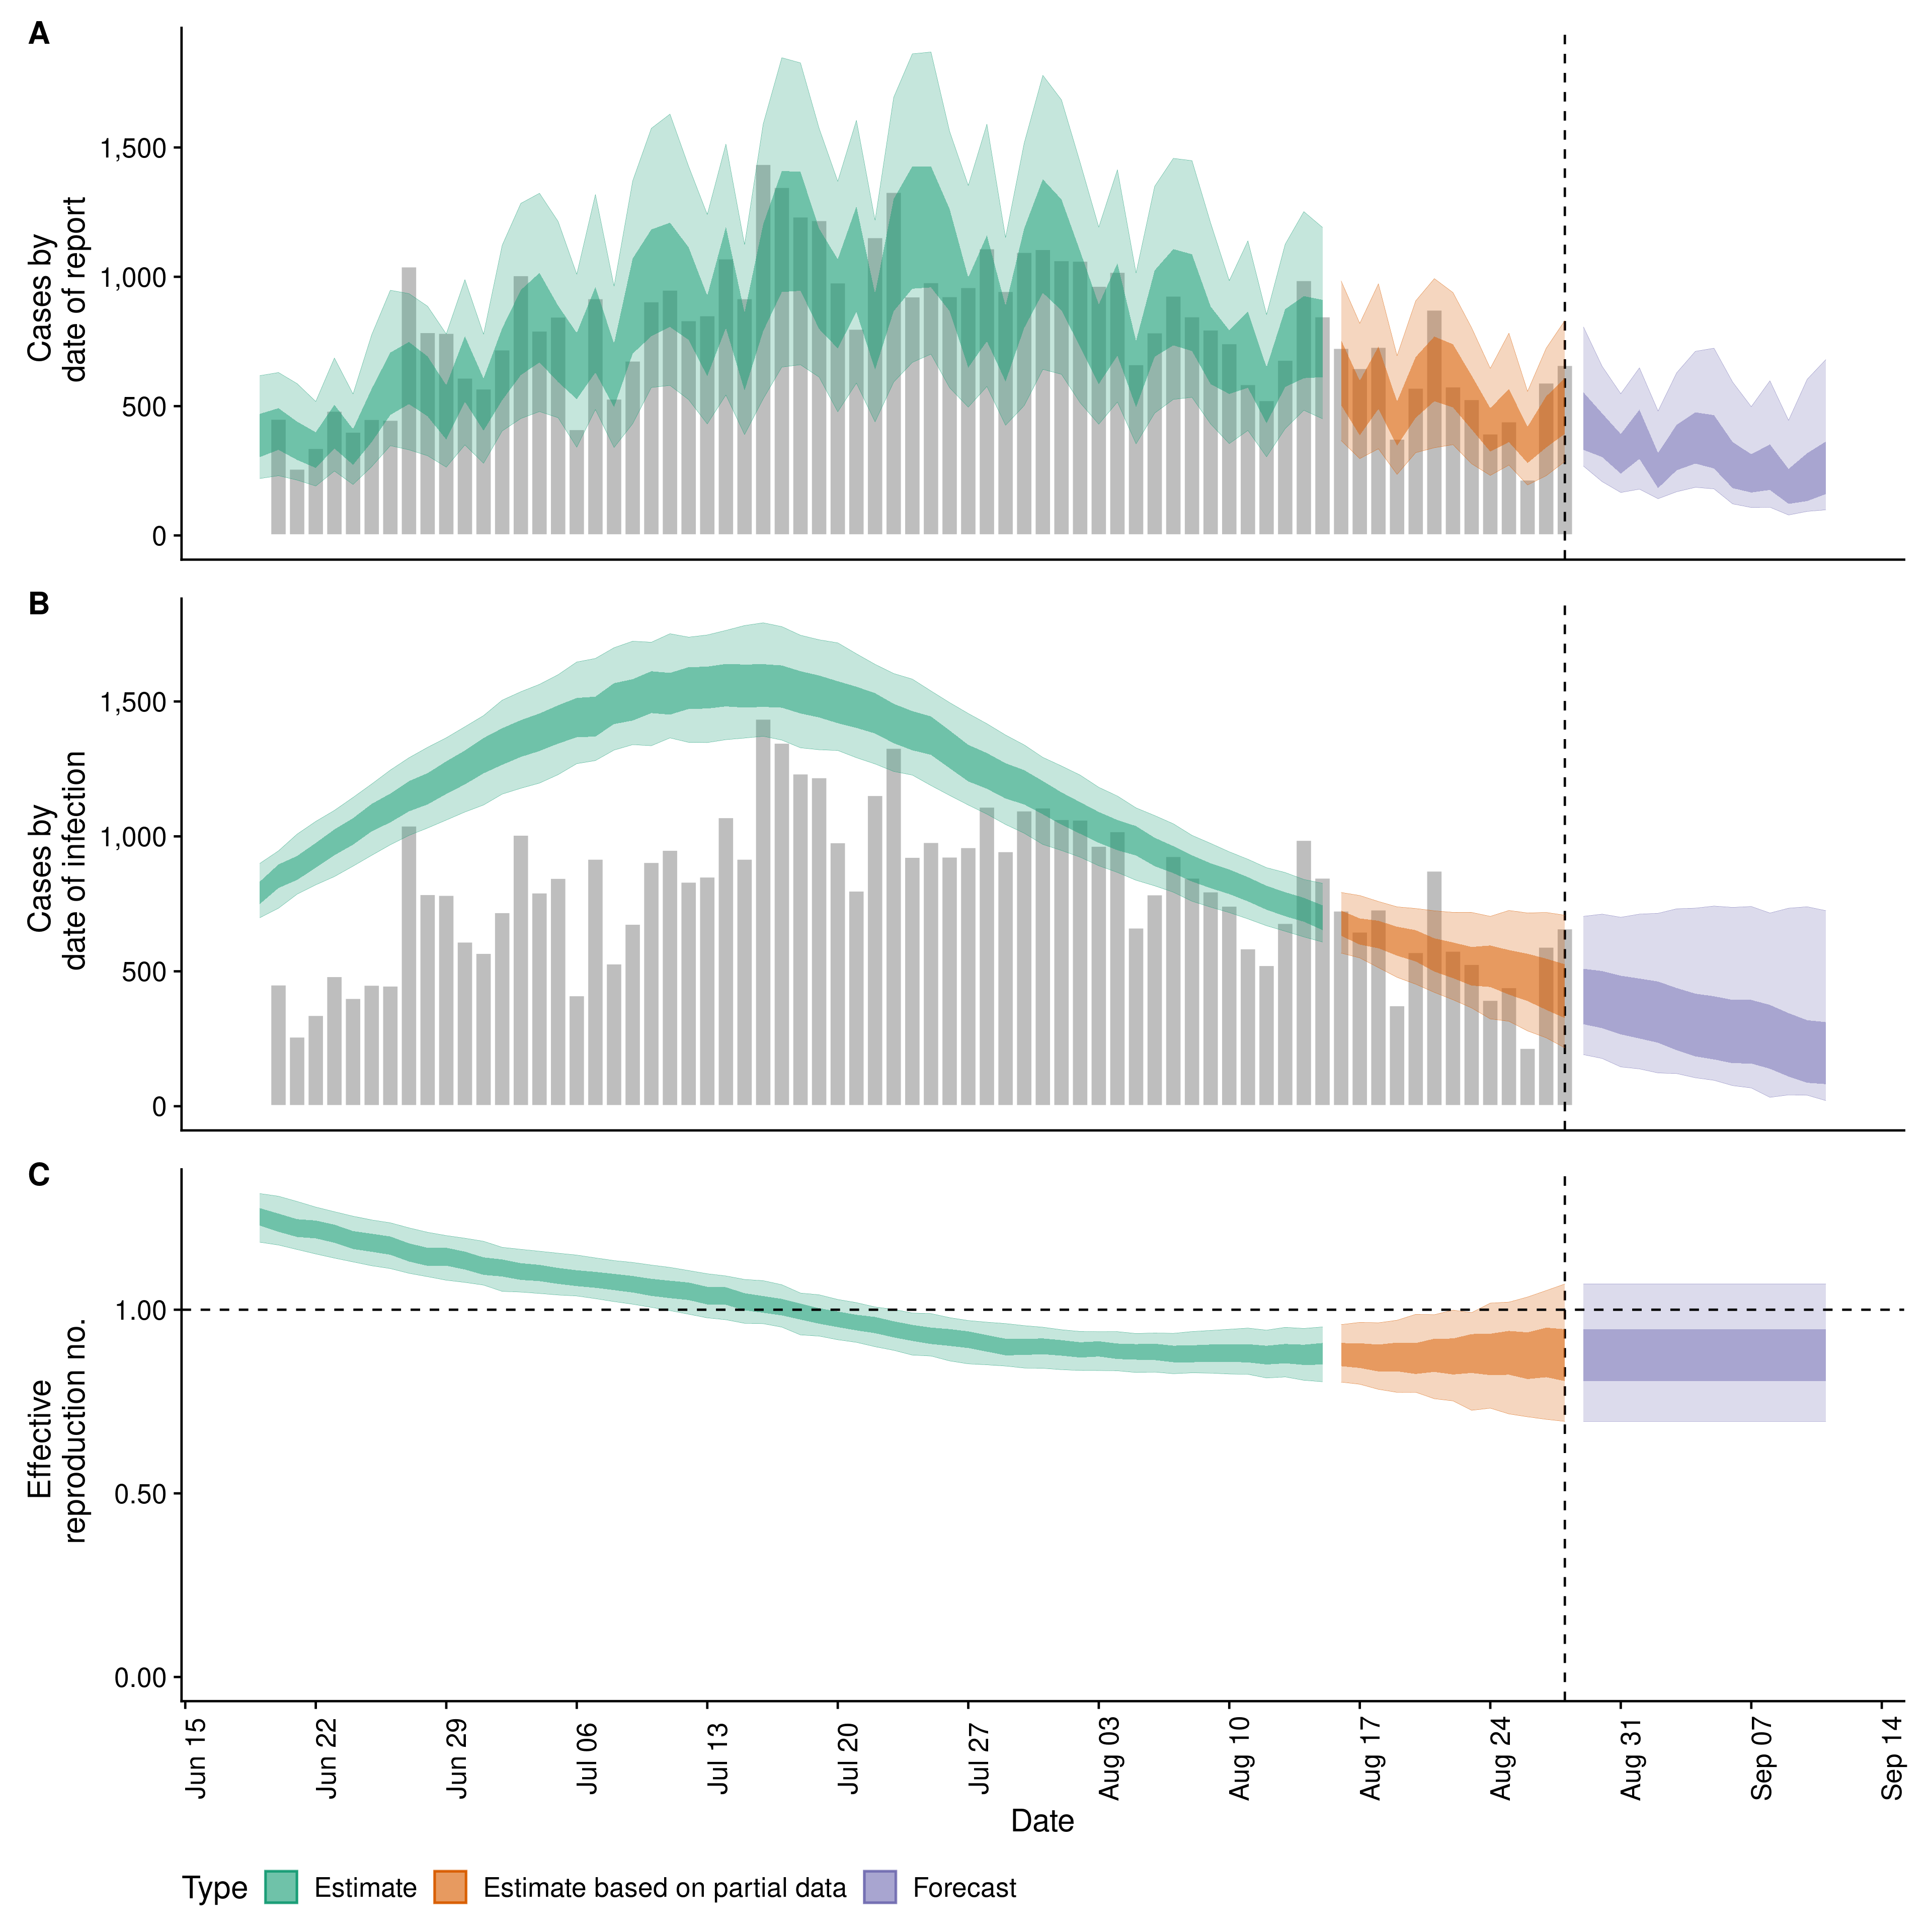 A
Cases by
date of report
1,500
1,000
500
0
B
Cases by
date of infection
1,500
1,000
500
0
C
Effective
reproduction no.
1.00
0.50
0.00
Jun 15
Jun 22
Jun 29
Jul 06
Jul 13
Jul 20
Jul 27
Aug 03
Aug 10
Aug 17
Aug 24
Aug 31
Sep 07
Sep 14
Date
Type Estimate Estimate based on partial data Forecast